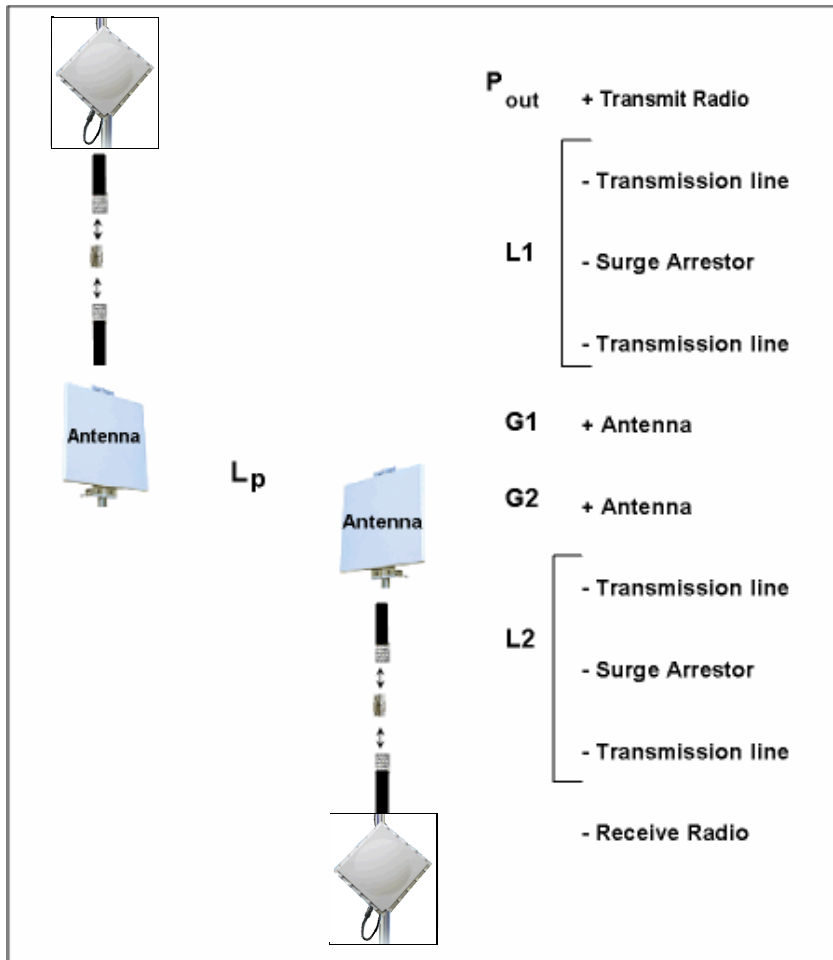 P out + Transmit Radio
- Transmission line
L1 - Surge Arrestor
- Transmission line
Antenna
G1 + Antenna
Lp
G2 + Antenna
Antenna
- Transmission line
L2 - Surge Arrestor
- Transmission line
- Receive Radio